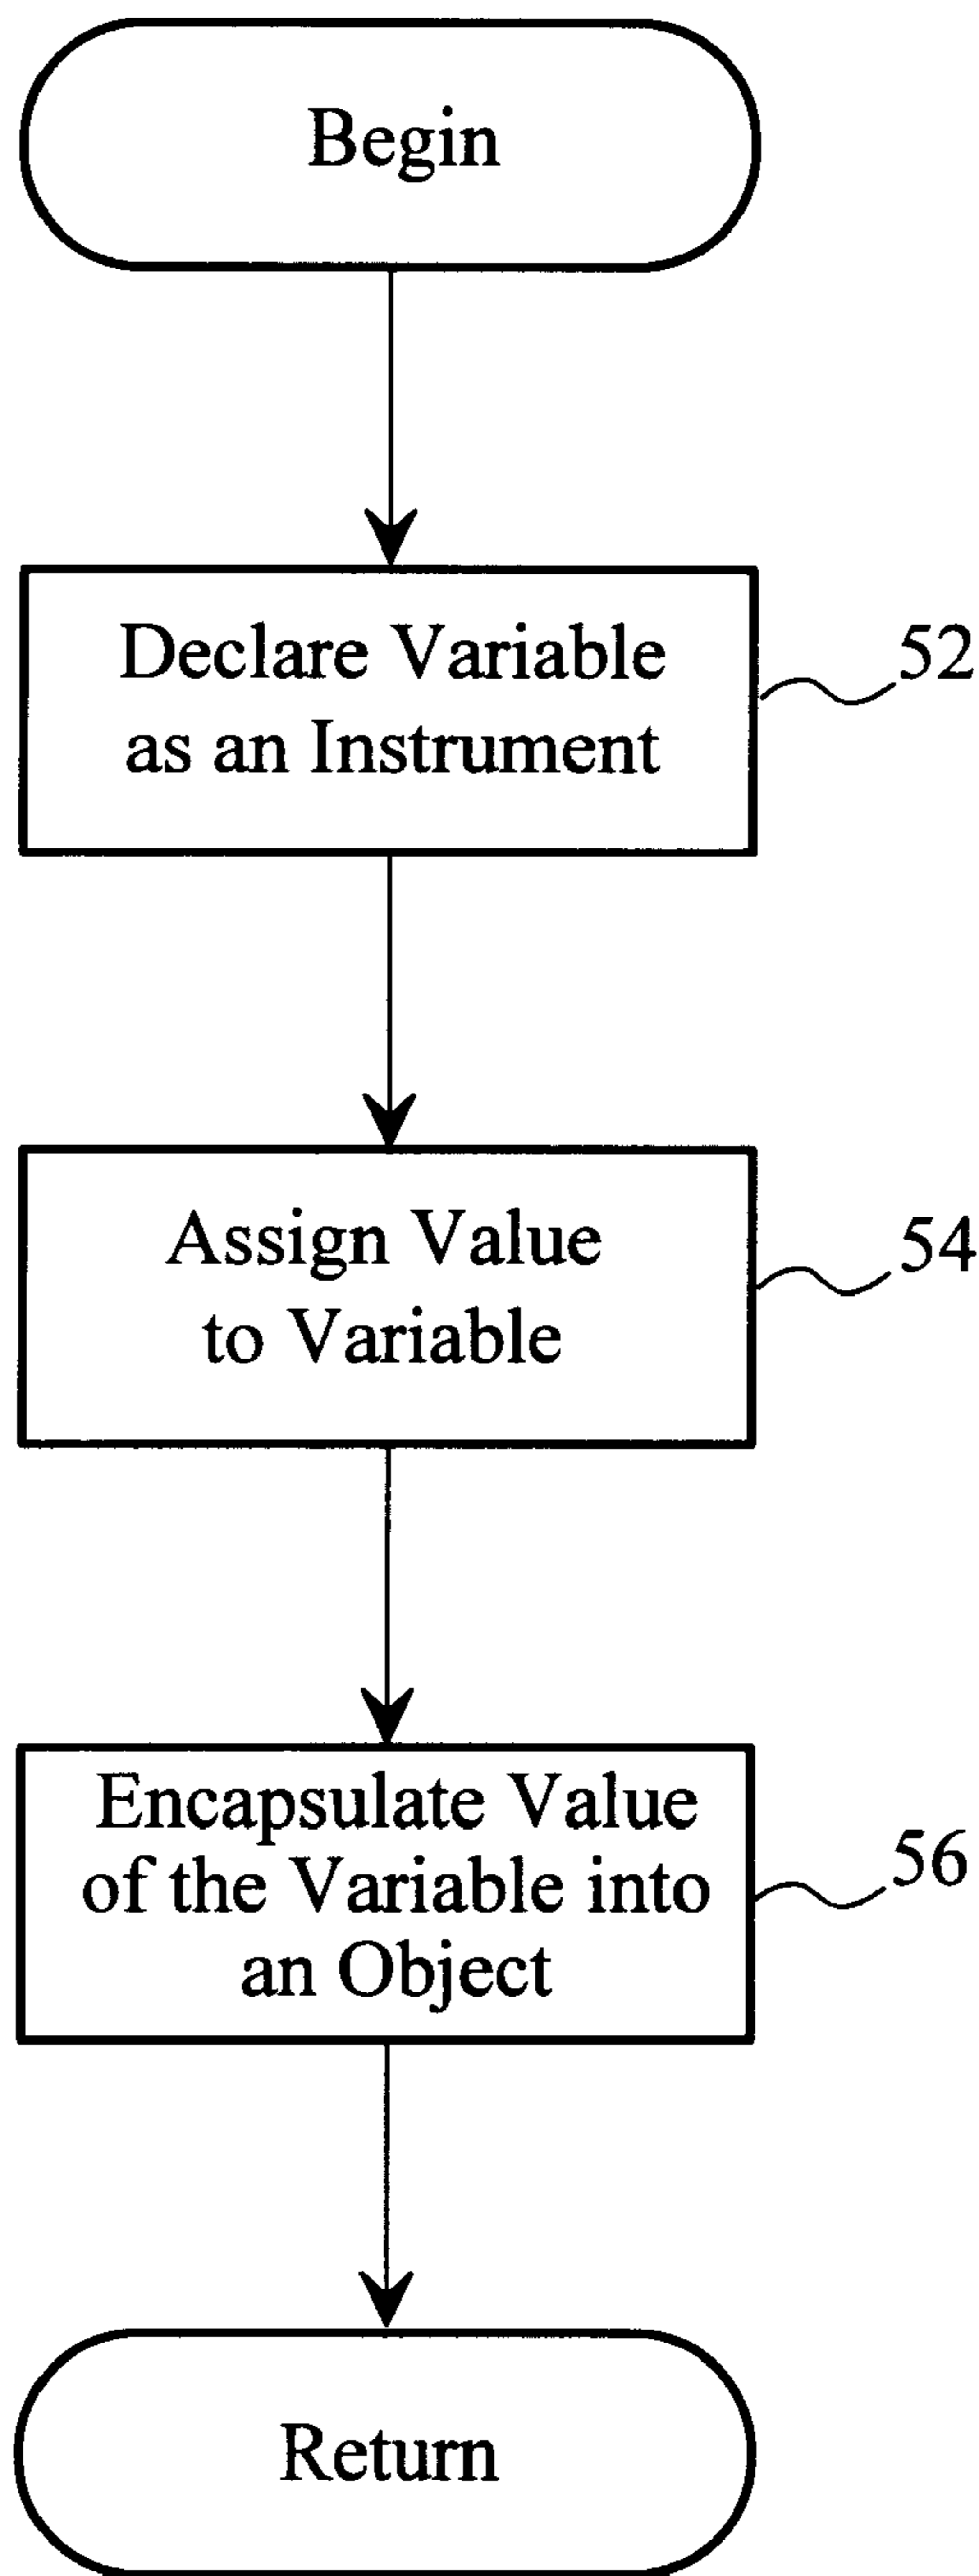 Begin
Declare Variable
as an Instrument
52
Assign Value
to Variable
54
Encapsulate Value
of the Variable into
an Object
56
Return